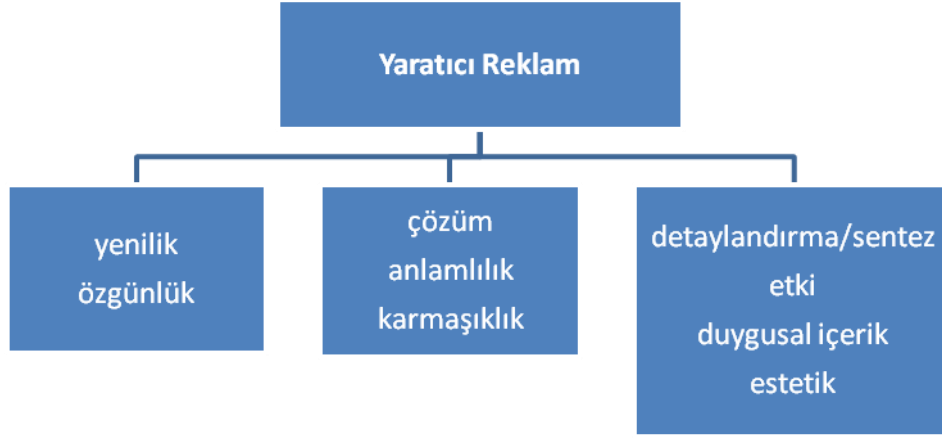 Yaratıcı Reklam
yenilik
özgünlük
çözüm
anlamlılık
karmaşıklık
detaylandırma/sentez
etki
duygusal içerik
estetik